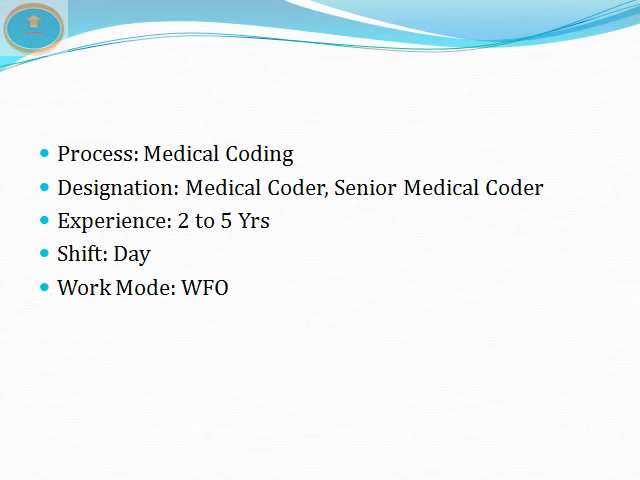 Process: Medical Coding
Designation: Medical Coder, Senior Medical Coder
Experience: 2 to 5 Yrs
Shift: Day
Work Mode: WFO